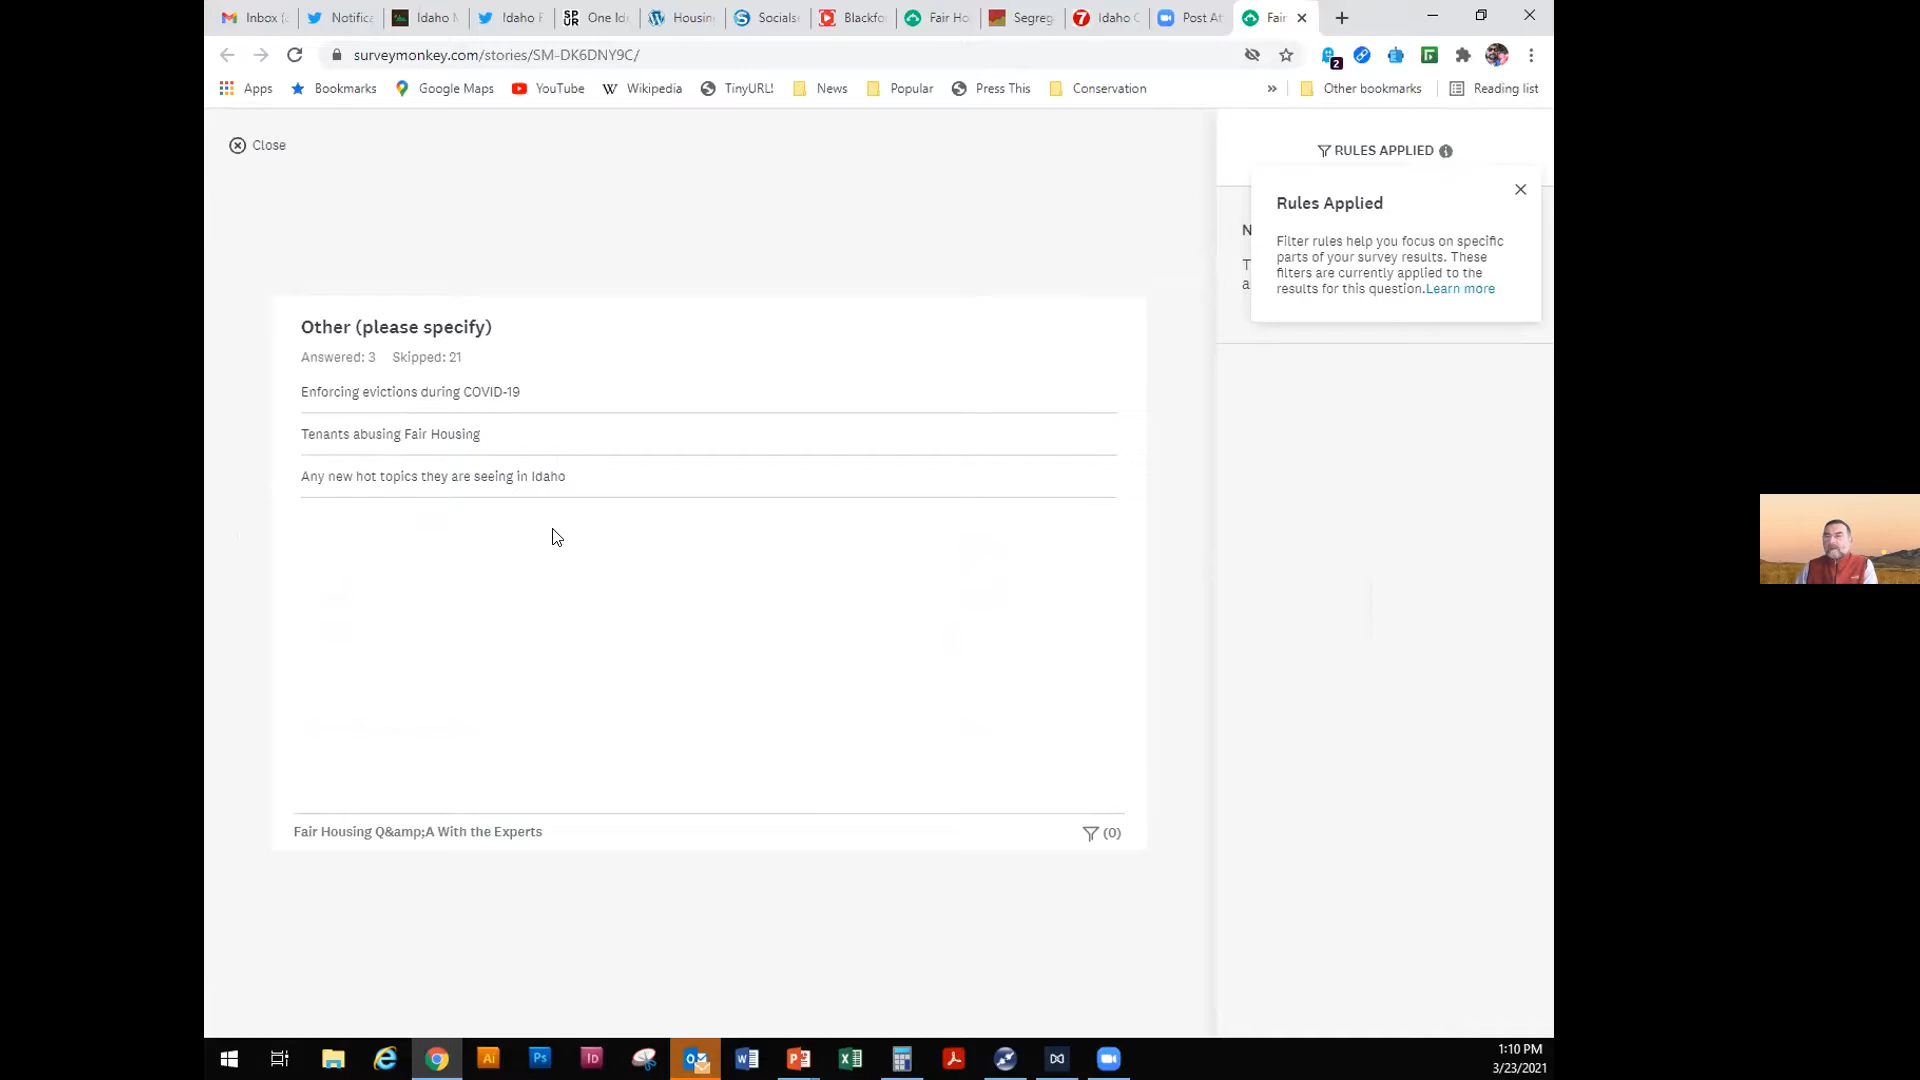 Inbox (
Notifica
Idaho M
Idaho F
SP UR
One Id
Housin
Socials
Blackfo
Fair Ho
Segreg
Idaho C
Post At
Fair
surveymonkey.com/stories/SM-DK6DNY9C/
2
Apps
Bookmarks
Google Maps
YouTube
Wikipedia
TinyURL!
News
Popular
Press This
Conservation
»
Other bookmarks
Reading list
Close
RULES APPLIED
Rules Applied
Filter rules help you focus on specific
parts of your survey results. These
filters are currently applied to the
results for this question.Learn more
N
T
a
Other (please specify)
Answered: 3 Skipped: 21
Enforcing evictions during COVID-19
Tenants abusing Fair Housing
Any new hot topics they are seeing in Idaho
Fair Housing Q&amp;A With the Experts
(0)
1:10 PM
3/23/2021